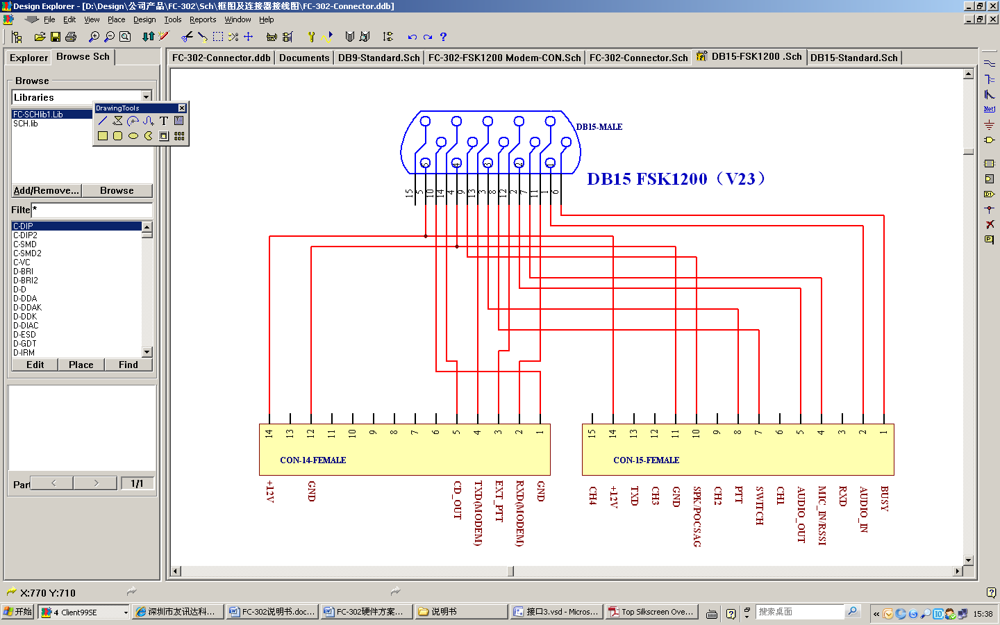 Design Explorer - [D:\Design\公司产品\FC-302\Sch\框图及连接器接线图\FC-302-Connector.ddb]
File Edit View Place Design Tools Reports Window Help
Explorer Browse Sch
FC-302-Connector.ddb Documents DB9-Standard.Sch FC-302-FSK1200 Modem-CON.Sch FC-302-Connector.Sch DB15-FSK1200 .Sch DB15-Standard.Sch
Browse
Libraries
FC-SCHlib1.Lib
SCH.lib
DrawingTools
Add/Remove... Browse
Filte *
C-DIP
C-DIP2
C-SMD
C-SMD2
C-VC
D-BRI
D-BRI2
D-D
D-DDA
D-DDAK
D-DDK
D-DIAC
D-ESD
D-GDT
D-IRM
Edit Place Find
Part < > 1/1
DB15-MALE
DB15 FSK1200（V23）
15 5 10 14 4 9 13 3 8 12 2 7 11 1 6
14 13 12 11 10 9 8 7 6 5 4 3 2 1
CON-14-FEMALE
+12V GND CD_OUT TXD(MODEM) EXT_PTT RXD(MODEM) GND
15 14 13 12 11 10 9 8 7 6 5 4 3 2 1
CON-15-FEMALE
CH4 +12V TXD CH3 GND SPK/POCSAG CH2 PTT SWITCH CH1 AUDIO_OUT MIC_IN/RSSI RXD AUDIO_IN BUSY
Net1
D1
X:770 Y:710
开始 4 Client99SE 深圳市友讯达科... FC-302说明书.doc... FC-302硬件方案... 说明书 接口3.vsd - Micros... Top Silkscreen Ove... 搜索桌面 « 15:38